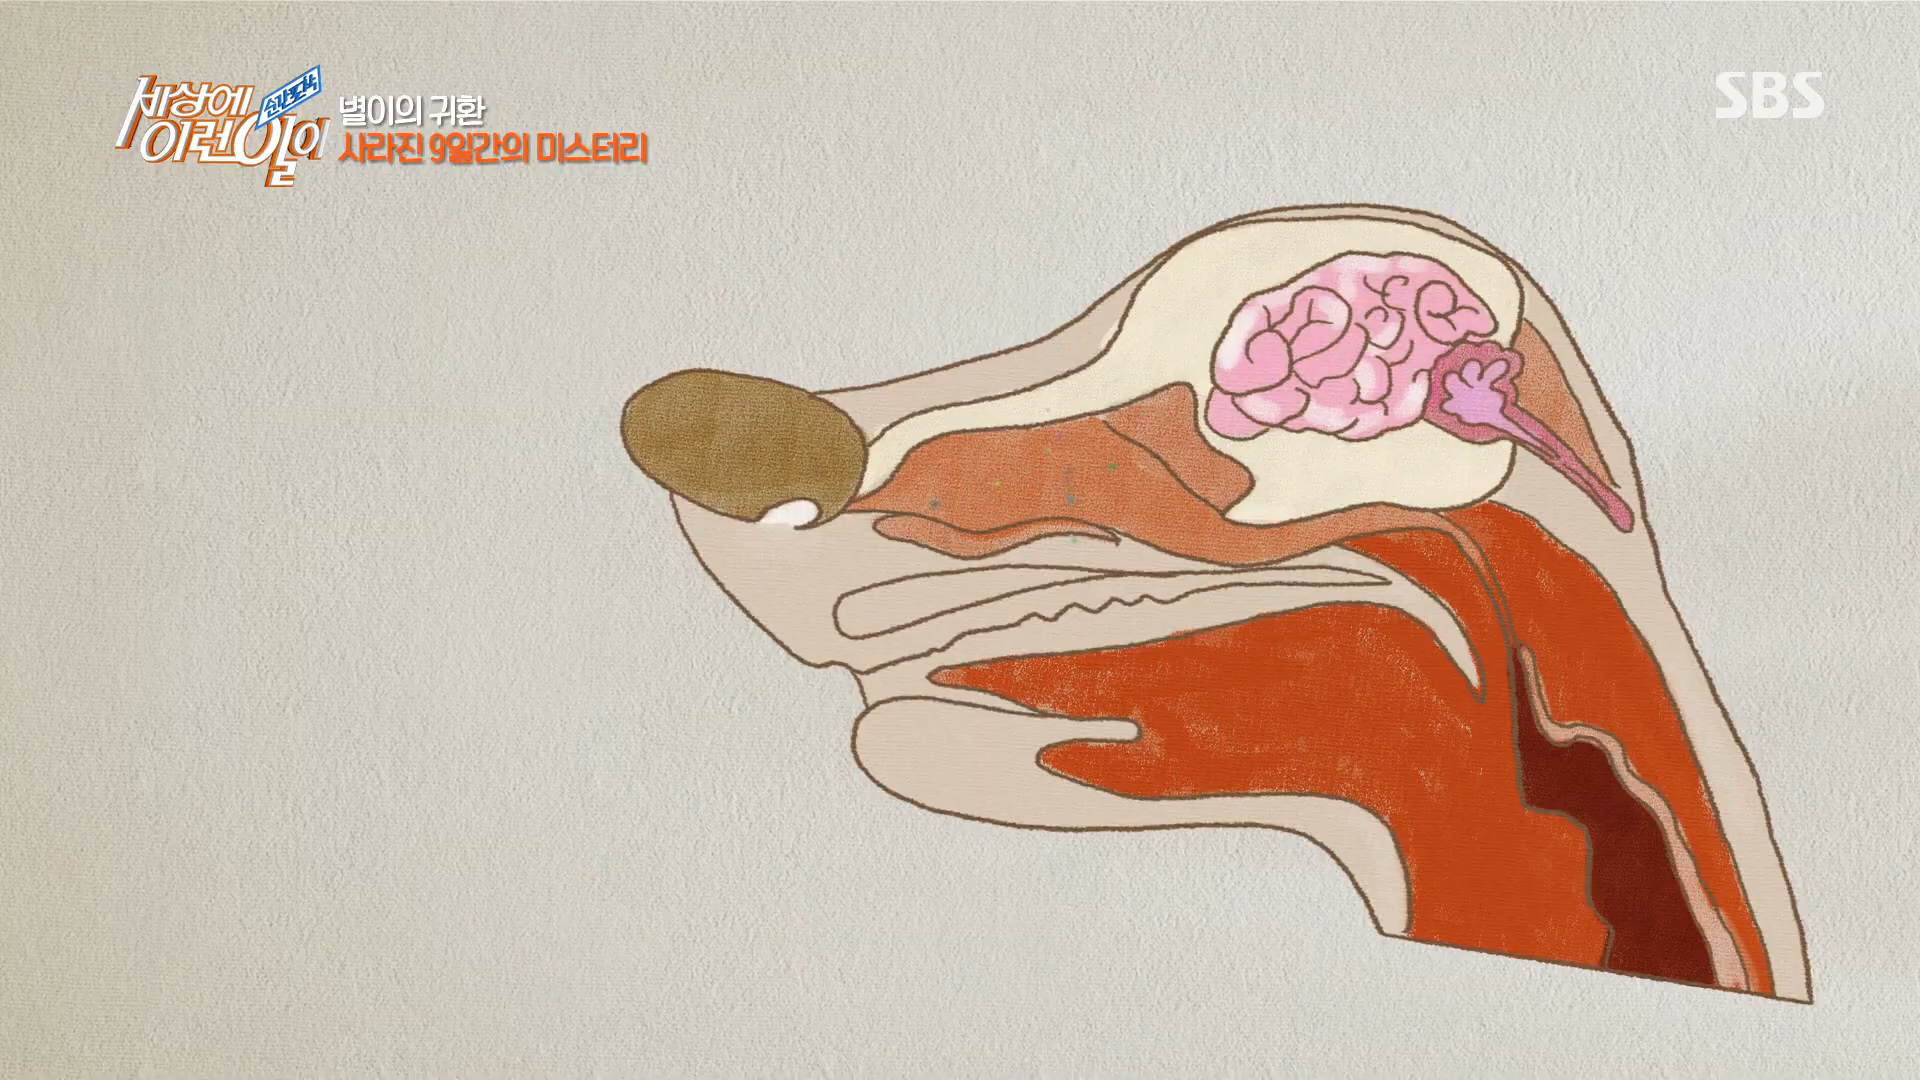 순간포착
세상에
이런일이
별이의 귀환
사라진 9일간의 미스터리
SBS